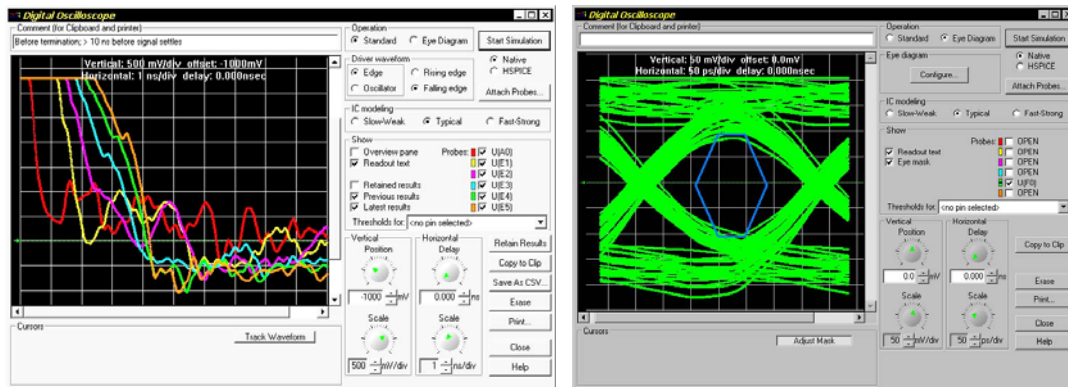 Digital Oscilloscope
Comment (for Clipboard and printer)
Before termination; > 10 ns before signal settles
Vertical: 500 mV/div offset: -1000mV
Horizontal: 1 ns/div delay: 0.000nsec
Operation
Standard
Eye Diagram
Start Simulation
Driver waveform
Edge
Rising edge
Oscillator
Falling edge
Native
HSPICE
Attach Probes...
IC modeling
Slow-Weak
Typical
Fast-Strong
Show
Overview pane
Readout text
Retained results
Previous results
Latest results
Probes:
U(A0)
U(E1)
U(E2)
U(E3)
U(E4)
U(E5)
Thresholds for:
<no pin selected>
Vertical
Position
-1000 mV
Scale
500 mV/div
Horizontal
Delay
0.000 ns
Scale
1 ns/div
Retain Results
Copy to Clip
Save As CSV...
Erase
Print...
Close
Help
Cursors
Track Waveform
Digital Oscilloscope
Comment (for Clipboard and printer)
Vertical: 50 mV/div offset: 0.0mV
Horizontal: 50 ps/div delay: 0.000nsec
Operation
Standard
Eye Diagram
Start Simulation
Eye diagram
Configure...
Native
HSPICE
Attach Probes...
IC modeling
Slow-Weak
Typical
Fast-Strong
Show
Readout text
Eye mask
Probes:
OPEN
OPEN
OPEN
OPEN
U(F0)
OPEN
Thresholds for:
<no pin selected>
Vertical
Position
0.0 mV
Scale
50 mV/div
Horizontal
Delay
0.000 ns
Scale
50 ps/div
Copy to Clip
Erase
Print...
Close
Help
Cursors
Adjust Mask